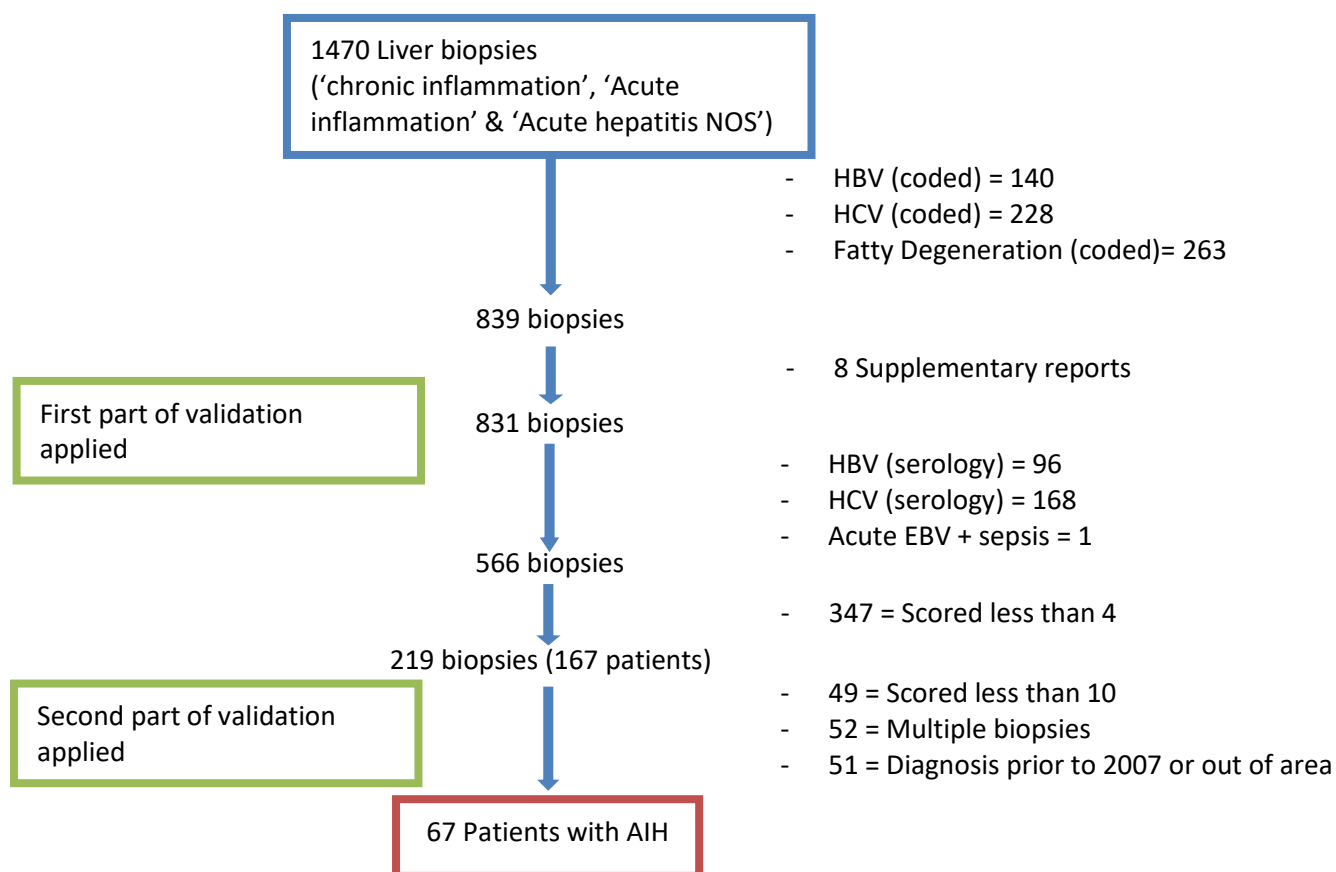 1470 Liver biopsies
(‘chronic inflammation’, ‘Acute
inflammation’ & ‘Acute hepatitis NOS’)
- HBV (coded) = 140
- HCV (coded) = 228
- Fatty Degeneration (coded)= 263
839 biopsies
- 8 Supplementary reports
First part of validation
applied
831 biopsies
- HBV (serology) = 96
- HCV (serology) = 168
- Acute EBV + sepsis = 1
566 biopsies
- 347 = Scored less than 4
219 biopsies (167 patients)
Second part of validation
applied
- 49 = Scored less than 10
- 52 = Multiple biopsies
- 51 = Diagnosis prior to 2007 or out of area
67 Patients with AIH